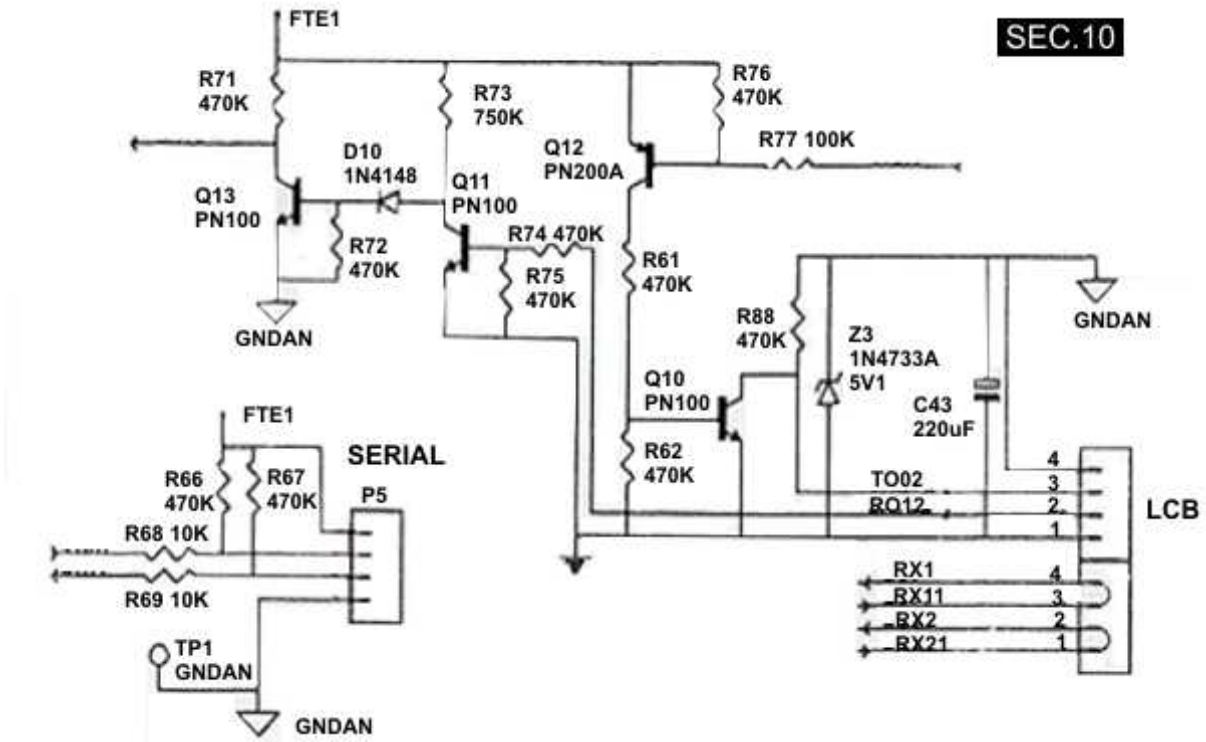 FTE1
SEC.10
R71
470K
R73
750K
R76
470K
R77 100K
Q12
PN200A
D10
1N4148
Q11
PN100
Q13
PN100
R72
470K
R74 470K
R75
470K
R61
470K
GNDAN
GNDAN
R88
470K
Z3
1N4733A
5V1
Q10
PN100
C43
220uF
R62
470K
FTE1
SERIAL
R66
470K
R67
470K
P5
R68 10K
R69 10K
TP1
GNDAN
GNDAN
4
TO02 3
RO12 2
1
LCB
RX1 4
RX11 3
RX2 2
RX21 1